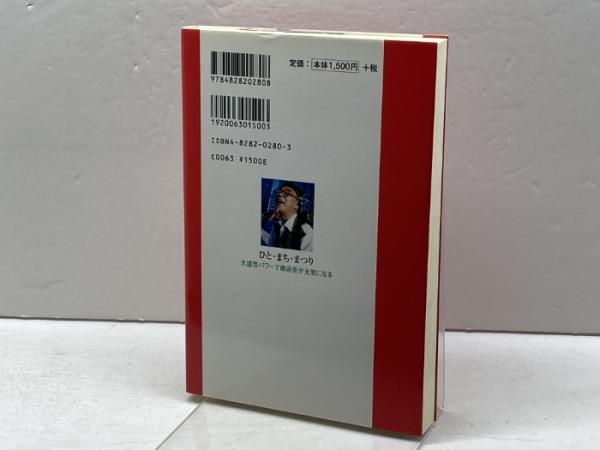 定価： 本体1,500円 +税
9784828202808
1920063015003
ISBN4-8282-0280-3
C0063 ¥1500E
ひと・まち・まつり
大道芸パワーで商店街が元気になる